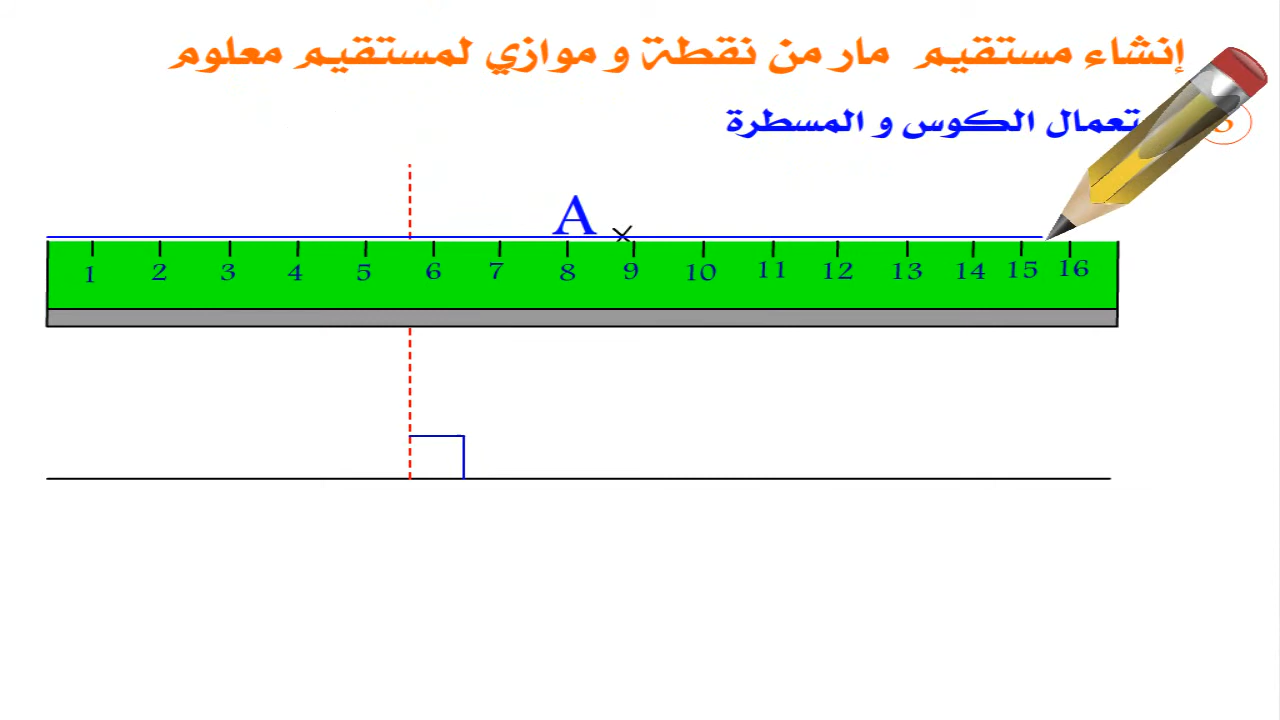 إنشاء مستقيم مار من نقطة و موازي لمستقيم معلوم
الكوس و المسطرة
A
1 2 3 4 5 6 7 8 9 10 11 12 13 14 15 16